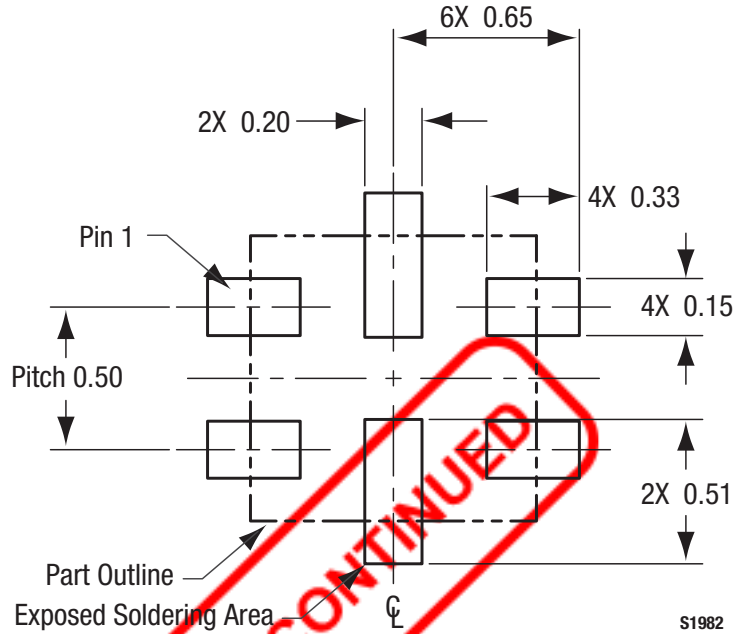 6X 0.65
2X 0.20
4X 0.33
Pin 1
4X 0.15
Pitch 0.50
CONTINUED
2X 0.51
Part Outline
Exposed Soldering Area
℄
S1982